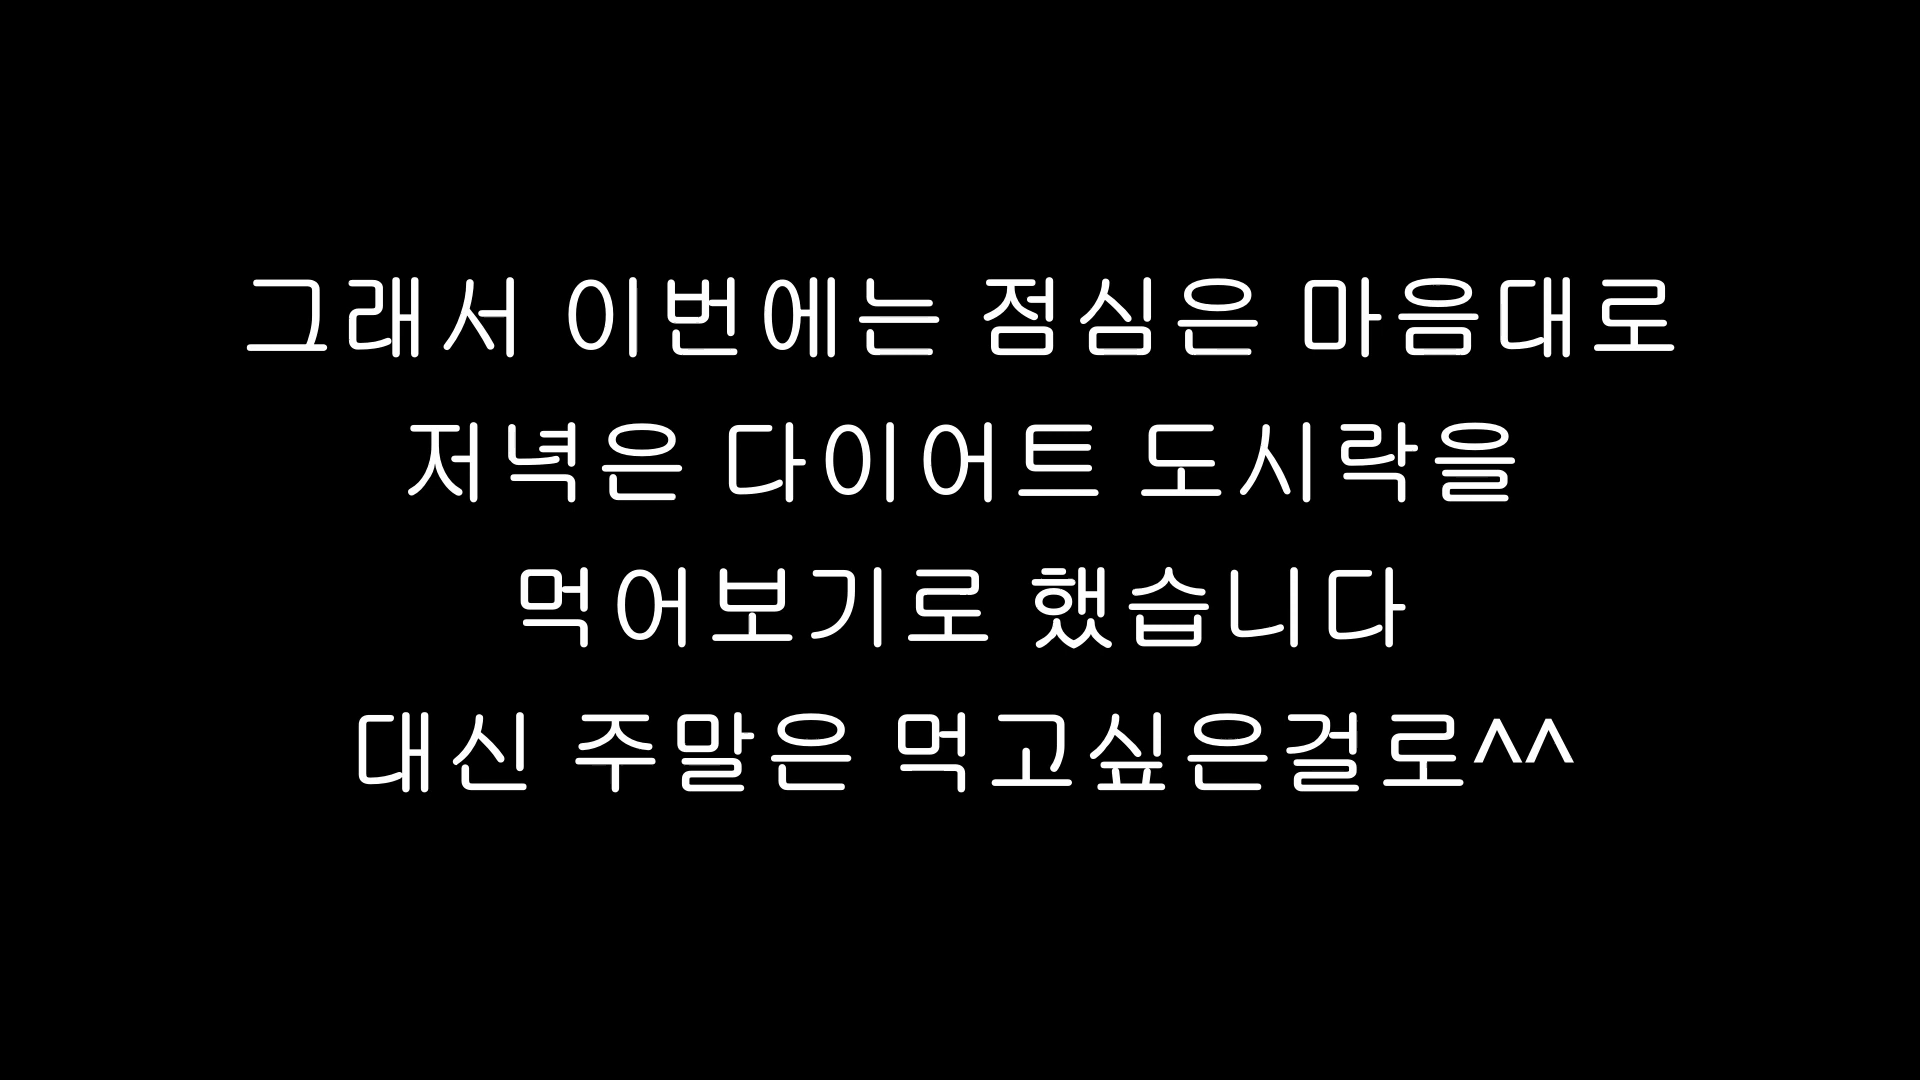 그래서 이번에는 점심은 마음대로
저녁은 다이어트 도시락을
먹어보기로 했습니다
대신 주말은 먹고싶은걸로^^